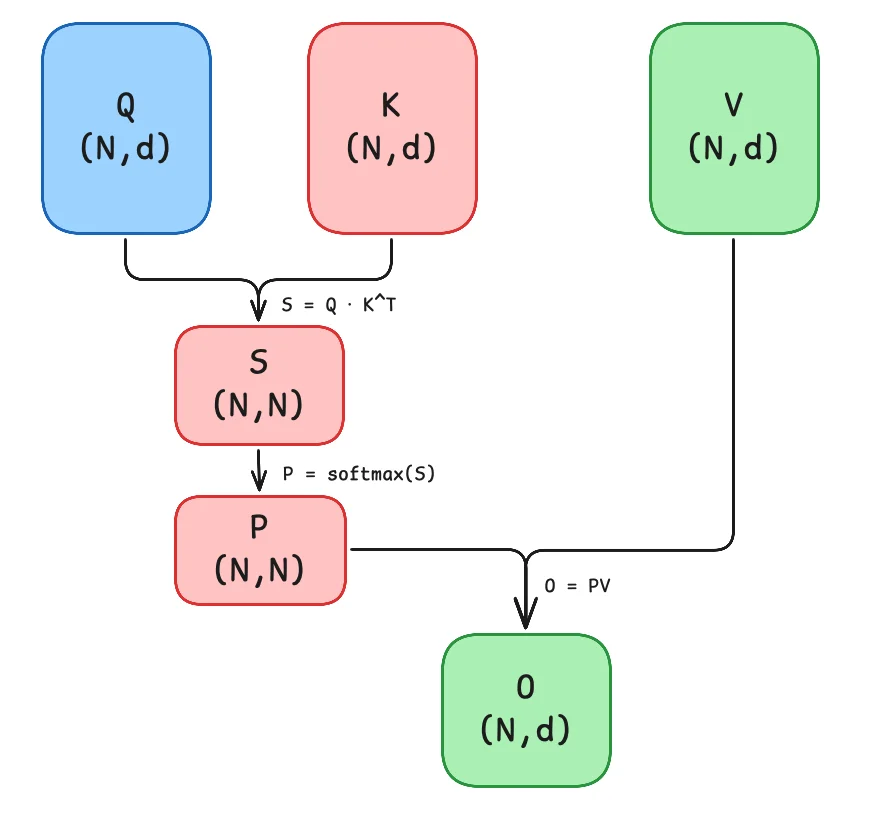 Q
(N,d)
K
(N,d)
V
(N,d)
S = Q · K^T
S
(N,N)
P = softmax(S)
P
(N,N)
O = PV
O
(N,d)